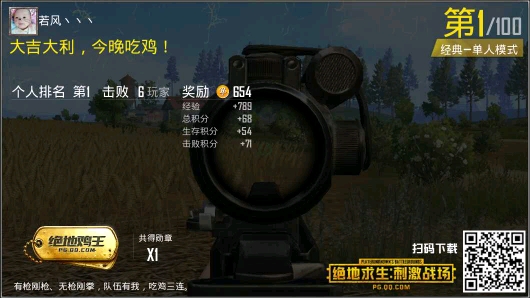 若风丶丶丶
第1/100
大吉大利，今晚吃鸡！
经典—单人模式
个人排名 第1 击败 6玩家 奖励 654
经验 +789
总积分 +68
生存积分 +54
击败积分 +71
绝地鸡王
PG.QQ.COM
共得勋章
X1
扫码下载
PLAYERUNKNOWN'S BATTLEGROUNDS
绝地求生:刺激战场
PG.QQ.COM
有枪刚枪、无枪刚拳，队伍有我，吃鸡三连。